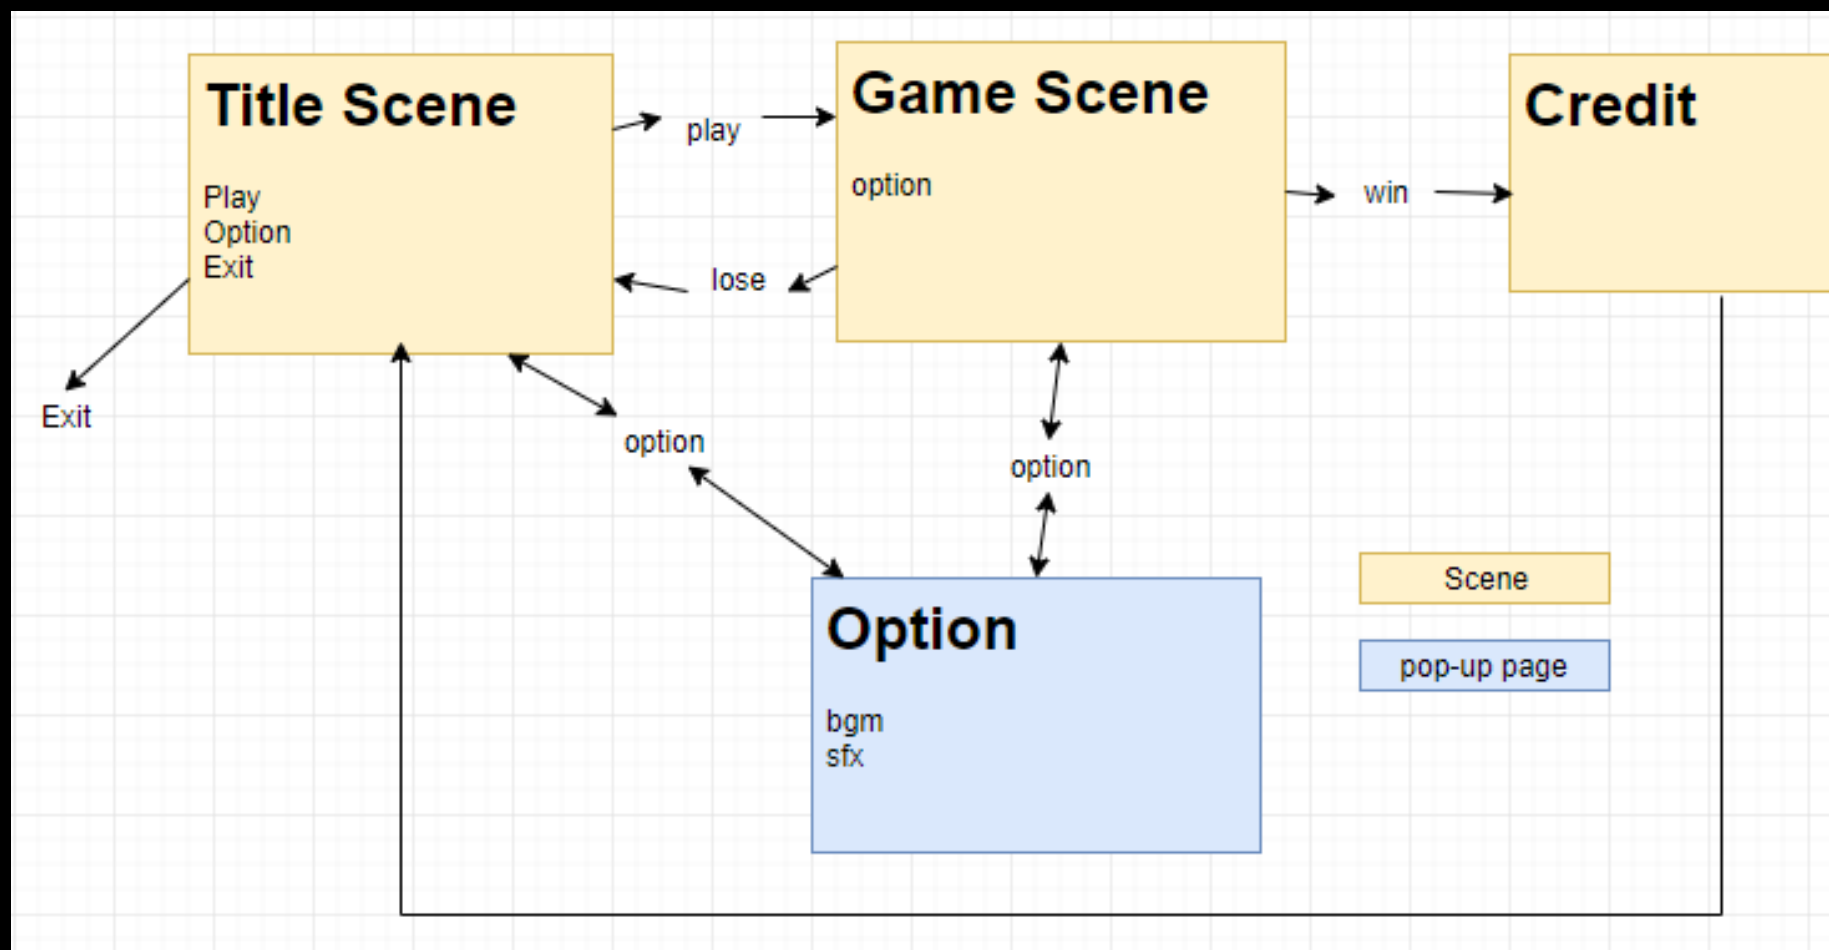 Title Scene
Play
Option
Exit
play
lose
Game Scene
option
win
Credit
Exit
option
option
Option
bgm
sfx
Scene
pop-up page